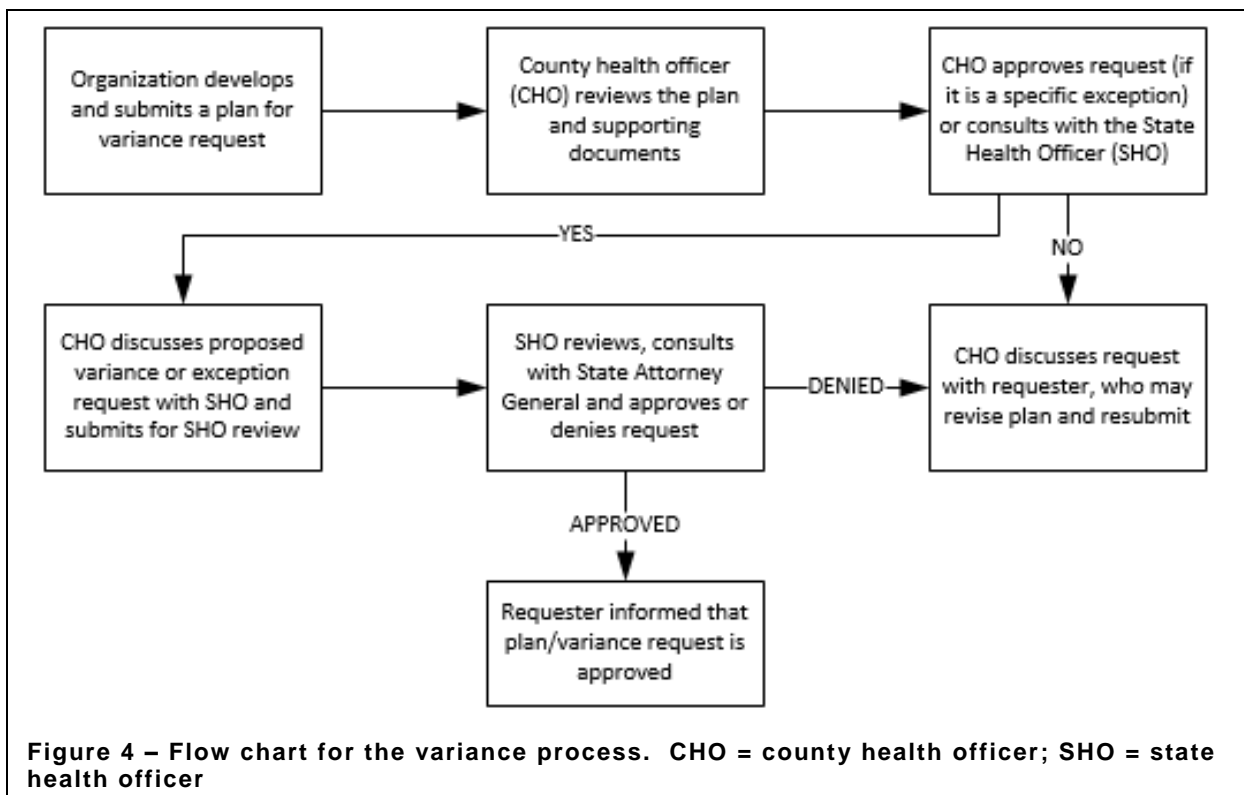 Organization develops
and submits a plan for
variance request
County health officer
(CHO) reviews the plan
and supporting
documents
CHO approves request (if
it is a specific exception)
or consults with the State
Health Officer (SHO)
YES
NO
CHO discusses proposed
variance or exception
request with SHO and
submits for SHO review
SHO reviews, consults
with State Attorney
General and approves or
denies request
DENIED
CHO discusses request
with requester, who may
revise plan and resubmit
APPROVED
Requester informed that
plan/variance request is
approved
Figure 4 – Flow chart for the variance process. CHO = county health officer; SHO = state
health officer